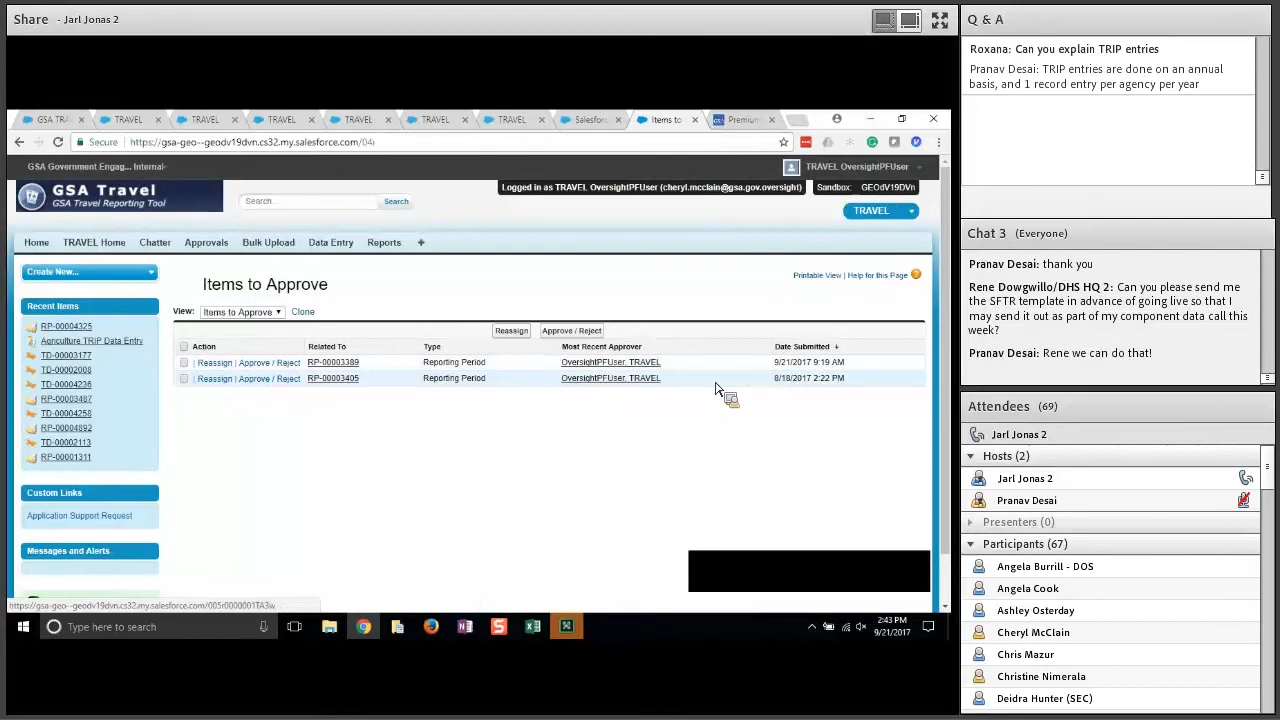 Share - Jarl Jonas 2
GSA TRA
TRAVEL
TRAVEL
TRAVEL
TRAVEL
TRAVEL
TRAVEL
Salesfor
Items to
Premium
Secure https://gsa-geo--geodv19dvn.cs32.my.salesforce.com/04i
GSA Government Engag... Internal-
TRAVEL OversightPFUser
GSA Travel
GSA Travel Reporting Tool
Search... Search
Logged in as TRAVEL OversightPFUser (cheryl.mcclain@gsa.gov.oversight)
Sandbox: GEOdV19DVn
TRAVEL
Home TRAVEL Home Chatter Approvals Bulk Upload Data Entry Reports +
Create New...
Recent Items
RP-00004325
Agriculture TRIP Data Entry
TD-00003177
TD-00002008
TD-00004236
RP-00003487
TD-00004258
RP-00004892
TD-00002113
RP-00001311
Custom Links
Application Support Request
Messages and Alerts
Items to Approve
Printable View | Help for this Page ?
View: Items to Approve Clone
Reassign Approve / Reject
Action Related To Type Most Recent Approver Date Submitted
| Reassign | Approve / Reject RP-00003389 Reporting Period OversightPFUser, TRAVEL 9/21/2017 9:19 AM
| Reassign | Approve / Reject RP-00003405 Reporting Period OversightPFUser, TRAVEL 8/18/2017 2:22 PM
https://gsa-geo--geodv19dvn.cs32.my.salesforce.com/005r0000001TA3w...
Type here to search
2:43 PM
9/21/2017
Q & A
Roxana: Can you explain TRIP entries
Pranav Desai: TRIP entries are done on an annual
basis, and 1 record entry per agency per year
Chat 3 (Everyone)
Pranav Desai: thank you
Rene Dowgwillo/DHS HQ 2: Can you please send me
the SFTR template in advance of going live so that I
may send it out as part of my component data call this
week?
Pranav Desai: Rene we can do that!
Attendees (69)
Jarl Jonas 2
Hosts (2)
Jarl Jonas 2
Pranav Desai
Presenters (0)
Participants (67)
Angela Burrill - DOS
Angela Cook
Ashley Osterday
Cheryl McClain
Chris Mazur
Christine Nimerala
Deidra Hunter (SEC)